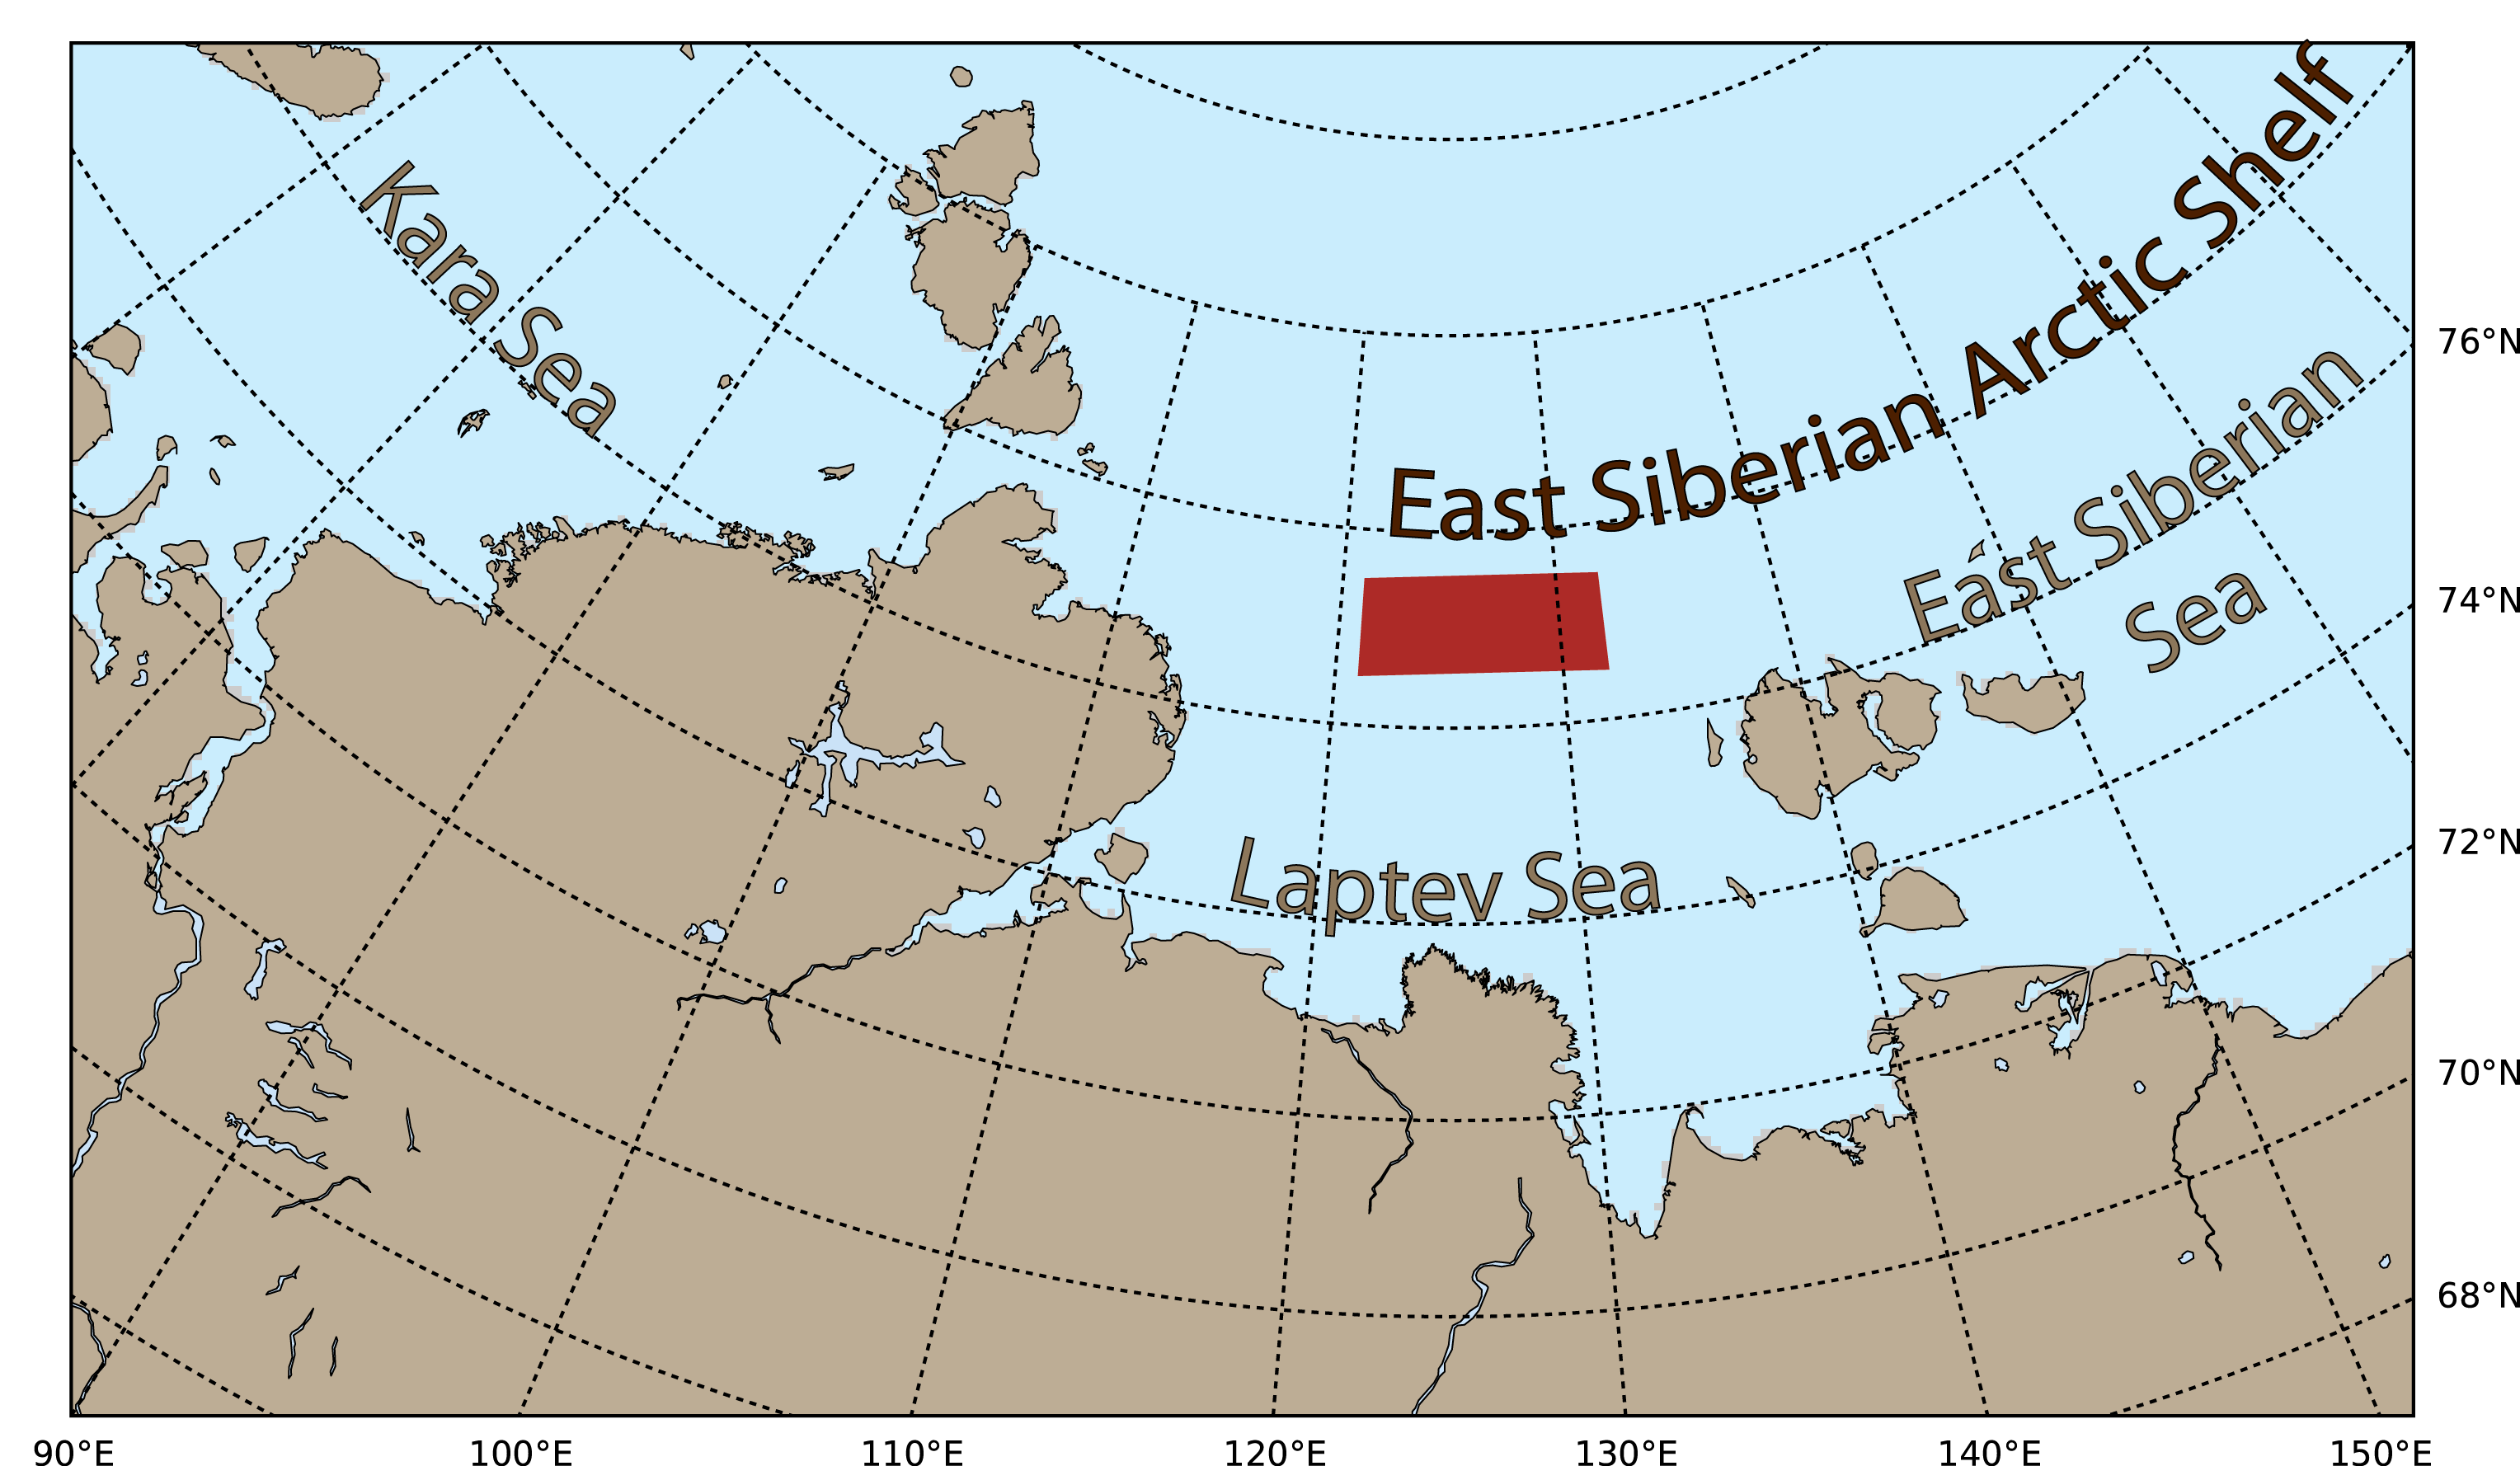 Kara Sea
East Siberian Arctic Shelf
East Siberian
Sea
Laptev Sea
76°N
74°N
72°N
70°N
68°N
90°E
100°E
110°E
120°E
130°E
140°E
150°E